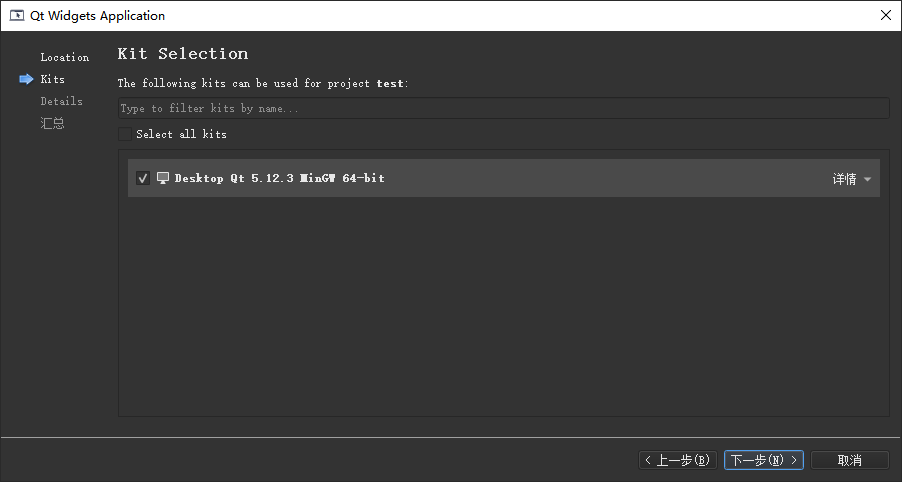 Qt Widgets Application
Location
Kits
Details
汇总
Kit Selection
The following kits can be used for project test:
Type to filter kits by name...
Select all kits
Desktop Qt 5.12.3 MinGW 64-bit
详情
< 上一步(B)
下一步(N) >
取消